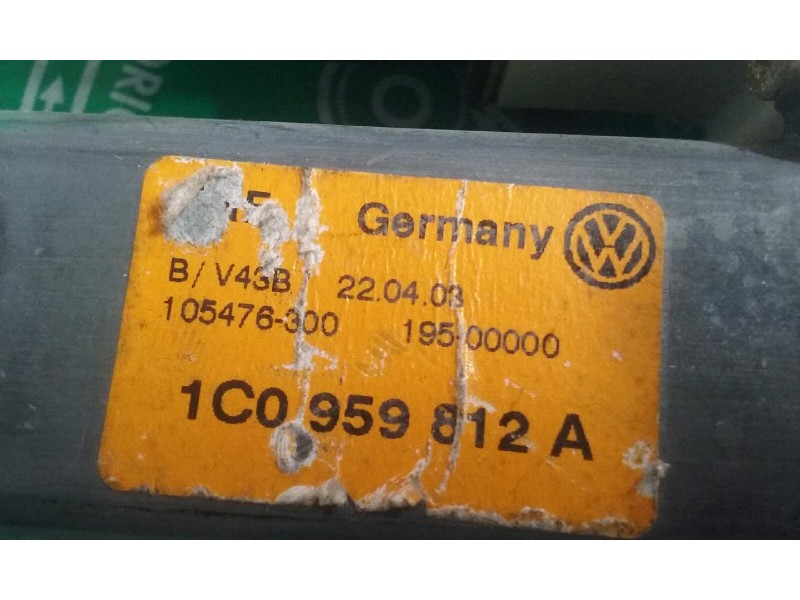 Germany
B/ V43B 22.04.03
105476-300 195-00000
1C0 959 812 A